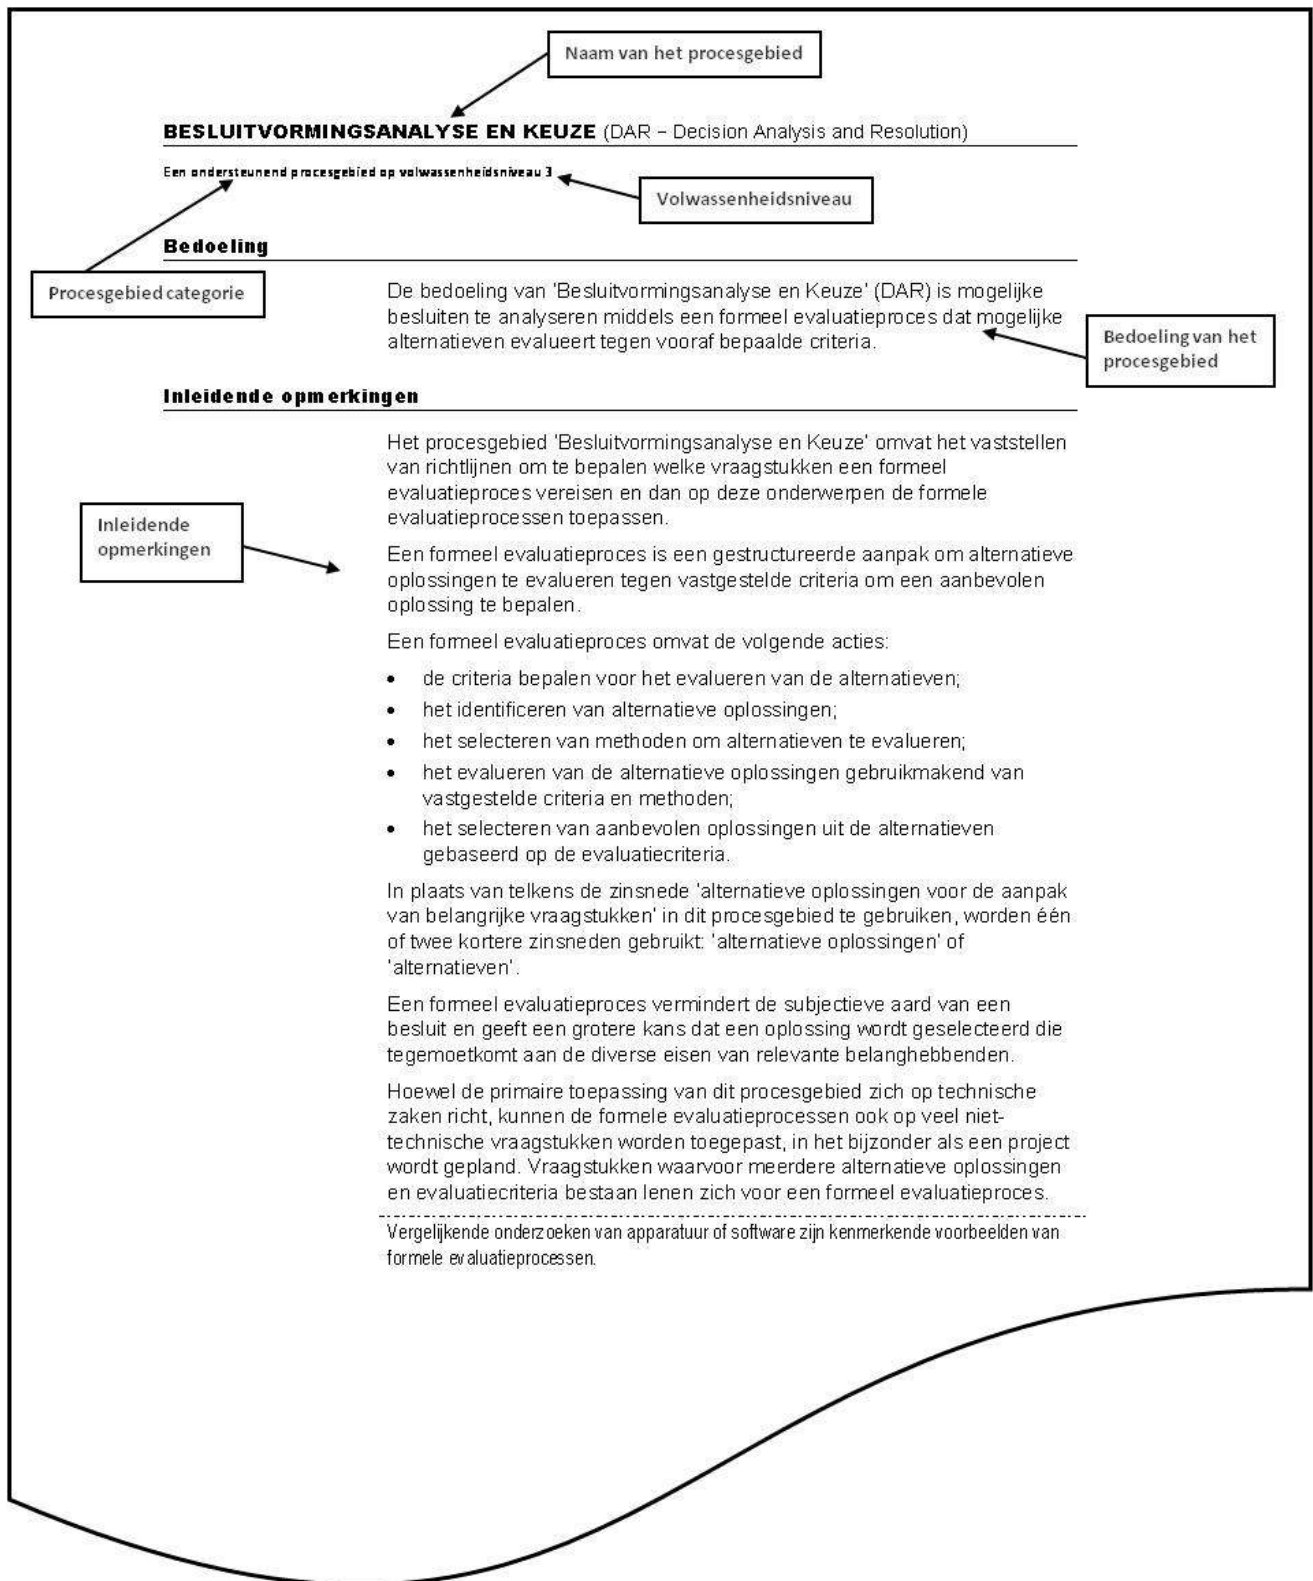 Naam van het procesgebied
BESLUITVORMINGSANALYSE EN KEUZE (DAR – Decision Analysis and Resolution)
Een ondersteunend procesgebied op volwassenheidsniveau 3
Volwassenheidsniveau
Bedoeling
Procesgebied categorie
De bedoeling van 'Besluitvormingsanalyse en Keuze' (DAR) is mogelijke
besluiten te analyseren middels een formeel evaluatieproces dat mogelijke
alternatieven evalueert tegen vooraf bepaalde criteria.
Bedoeling van het
procesgebied
Inleidende opmerkingen
Het procesgebied 'Besluitvormingsanalyse en Keuze' omvat het vaststellen
van richtlijnen om te bepalen welke vraagstukken een formeel
evaluatieproces vereisen en dan op deze onderwerpen de formele
evaluatieprocessen toepassen.
Inleidende
opmerkingen
Een formeel evaluatieproces is een gestructureerde aanpak om alternatieve
oplossingen te evalueren tegen vastgestelde criteria om een aanbevolen
oplossing te bepalen.
Een formeel evaluatieproces omvat de volgende acties:
• de criteria bepalen voor het evalueren van de alternatieven;
• het identificeren van alternatieve oplossingen;
• het selecteren van methoden om alternatieven te evalueren;
• het evalueren van de alternatieve oplossingen gebruikmakend van
vastgestelde criteria en methoden;
• het selecteren van aanbevolen oplossingen uit de alternatieven
gebaseerd op de evaluatiecriteria.
In plaats van telkens de zinsnede 'alternatieve oplossingen voor de aanpak
van belangrijke vraagstukken' in dit procesgebied te gebruiken, worden één
of twee kortere zinsneden gebruikt: 'alternatieve oplossingen' of
'alternatieven'.
Een formeel evaluatieproces vermindert de subjectieve aard van een
besluit en geeft een grotere kans dat een oplossing wordt geselecteerd die
tegemoetkomt aan de diverse eisen van relevante belanghebbenden.
Hoewel de primaire toepassing van dit procesgebied zich op technische
zaken richt, kunnen de formele evaluatieprocessen ook op veel niet-
technische vraagstukken worden toegepast, in het bijzonder als een project
wordt gepland. Vraagstukken waarvoor meerdere alternatieve oplossingen
en evaluatiecriteria bestaan lenen zich voor een formeel evaluatieproces.
Vergelijkende onderzoeken van apparatuur of software zijn kenmerkende voorbeelden van
formele evaluatieprocessen.